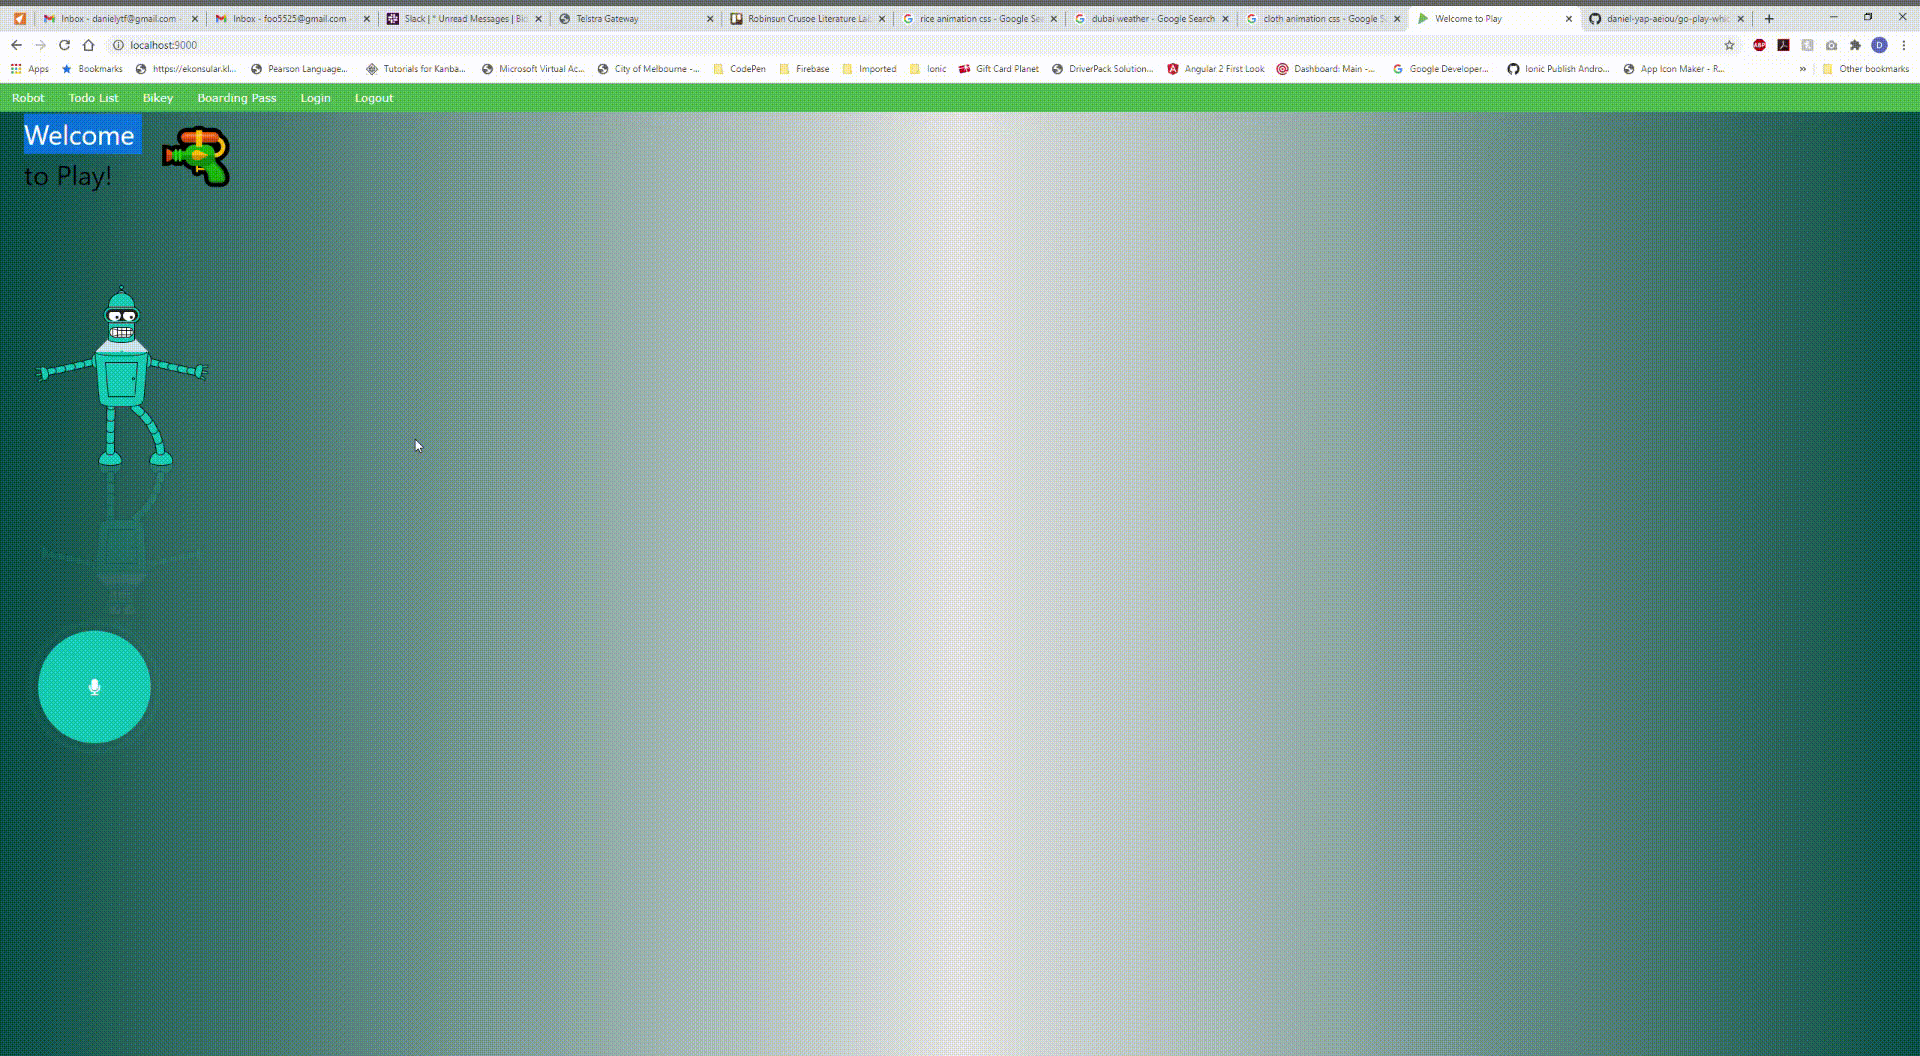 Inbox - danielytf@gmail.com
Inbox - foo5525@gmail.com
Slack | * Unread Messages | Bi
Telstra Gateway
Robinsun Crusoe Literature La
rice animation css - Google Se
dubai weather - Google Search
cloth animation css - Google S
Welcome to Play
daniel-yap-aeiou/go-play-whi
localhost:9000
ABP
D
Apps
Bookmarks
https://ekonsular.kl...
Pearson Language...
Tutorials for Kanba...
Microsoft Virtual Ac...
City of Melbourne -...
CodePen
Firebase
Imported
Ionic
Gift Card Planet
DriverPack Solution...
Angular 2 First Look
Dashboard: Main -...
Google Developer...
Ionic Publish Andro...
App Icon Maker - R...
»
Other bookmarks
Robot
Todo List
Bikey
Boarding Pass
Login
Logout
Welcome
to Play!